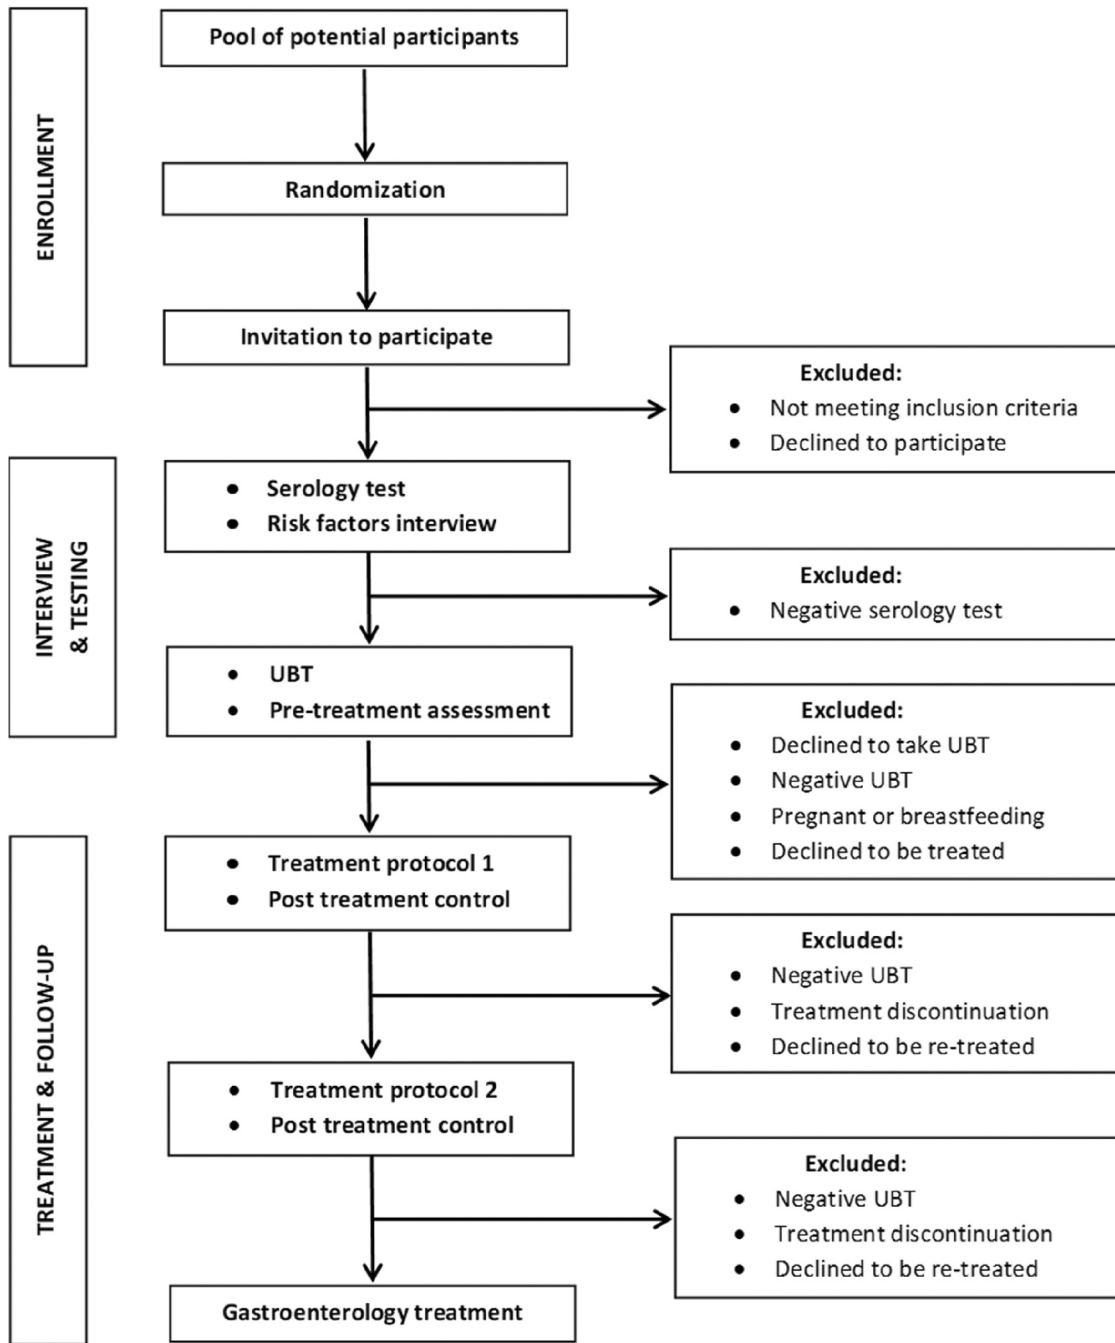 ENROLLMENT
Pool of potential participants
Randomization
Invitation to participate
Excluded:
• Not meeting inclusion criteria
• Declined to participate
INTERVIEW
& TESTING
• Serology test
• Risk factors interview
Excluded:
• Negative serology test
• UBT
• Pre-treatment assessment
Excluded:
• Declined to take UBT
• Negative UBT
• Pregnant or breastfeeding
• Declined to be treated
TREATMENT & FOLLOW-UP
• Treatment protocol 1
• Post treatment control
Excluded:
• Negative UBT
• Treatment discontinuation
• Declined to be re-treated
• Treatment protocol 2
• Post treatment control
Excluded:
• Negative UBT
• Treatment discontinuation
• Declined to be re-treated
Gastroenterology treatment